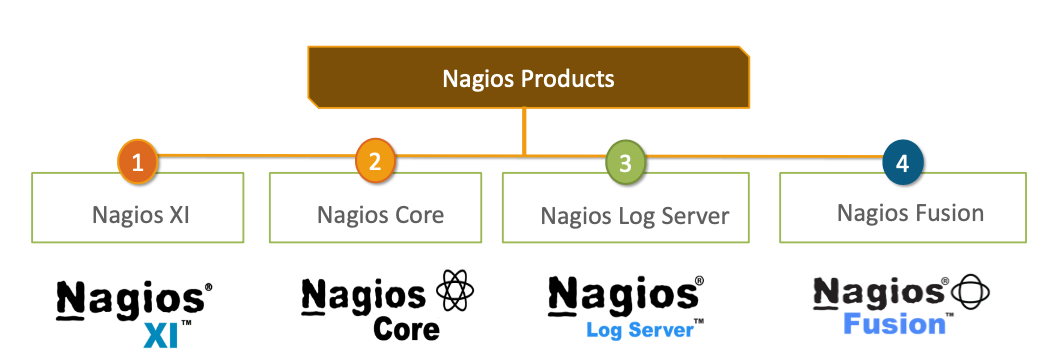 Nagios Products
1
2
3
4
Nagios XI
Nagios Core
Nagios Log Server
Nagios Fusion
Nagios®
XI™
Nagios
Core
Nagios®
Log Server™
Nagios®
Fusion™